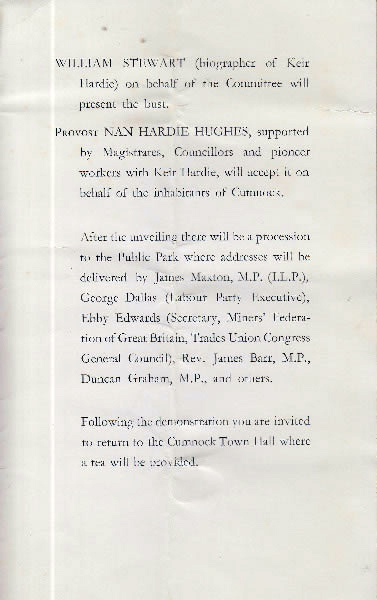 WILLIAM STEWART (biographer of Keir
Hardie) on behalf of the Committee will
present the bust.
PROVOST NAN HARDIE HUGHES, supported
by Magistrates, Councillors and pioneer
workers with Keir Hardie, will accept it on
behalf of the inhabitants of Cumnock.
After the unveiling there will be a procession
to the Public Park where addresses will be
delivered by James Maxton, M.P. (I.L.P.),
George Dallas (Labour Party Executive),
Ebby Edwards (Secretary, Miners' Federa-
tion of Great Britain, Trades Union Congress
General Council), Rev. James Barr, M.P.,
Duncan Graham, M.P., and others.
Following the demonstration you are invited
to return to the Cumnock Town Hall where
a tea will be provided.